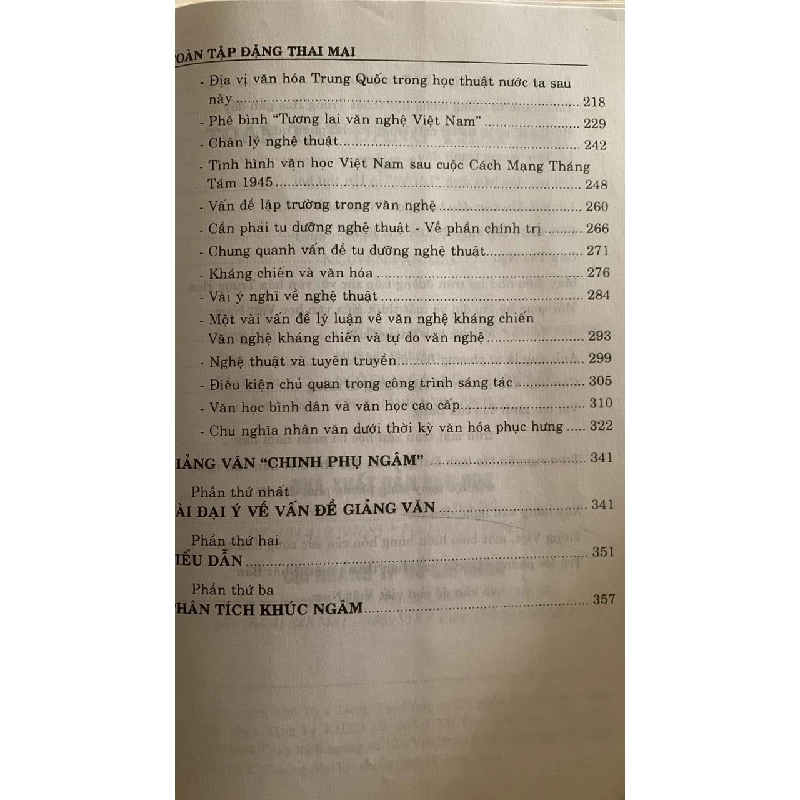 TOÀN TẬP ĐẶNG THAI MAI
- Địa vị văn hóa Trung Quốc trong học thuật nước ta sau
này ........ 218
- Phê bình "Tương lai văn nghệ Việt Nam" ........ 229
- Chân lý nghệ thuật ........ 242
- Tình hình văn học Việt Nam sau cuộc Cách Mạng Tháng
Tám 1945 ........ 248
- Vấn đề lập trường trong văn nghệ ........ 260
- Cần phải tu dưỡng nghệ thuật - Về phần chính trị ........ 266
- Chung quanh vấn đề tu dưỡng nghệ thuật ........ 271
- Kháng chiến và văn hóa ........ 276
- Vài ý nghĩ về nghệ thuật ........ 284
- Một vài vấn đề lý luận về văn nghệ kháng chiến
Văn nghệ kháng chiến và tự do văn nghệ ........ 293
- Nghệ thuật và tuyên truyền ........ 299
- Điều kiện chủ quan trong công trình sáng tác ........ 305
- Văn học bình dân và văn học cao cấp ........ 310
- Chủ nghĩa nhân văn dưới thời kỳ văn hóa phục hưng ..... 322
GIẢNG VĂN "CHINH PHỤ NGÂM" ........ 341
Phần thứ nhất
ÀI ĐẠI Ý VỀ VẤN ĐỀ GIẢNG VĂN ........ 341
Phần thứ hai
IỂU DẪN ........ 351
Phần thứ ba
PHÂN TÍCH KHÚC NGÂM ........ 357